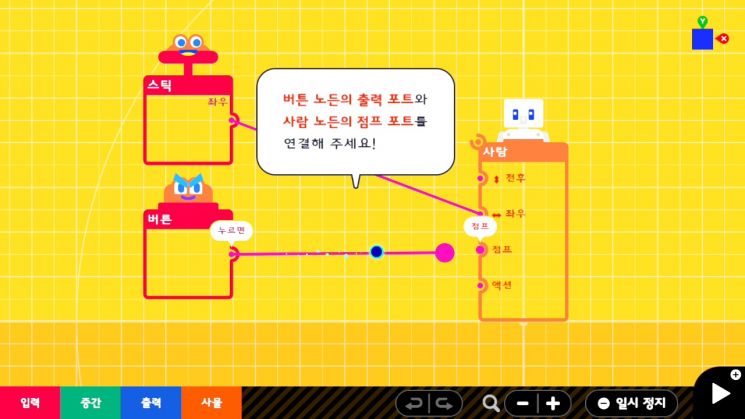 스틱
좌우
버튼 노드의 출력 포트와
사람 노드의 점프 포트를
연결해 주세요!
사람
전후
좌우
점프
점프
액션
버튼
누르면
입력
중간
출력
사물
일시 정지
Y
X